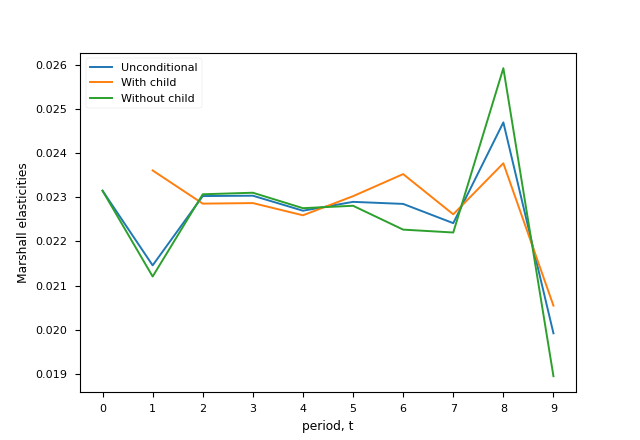 Unconditional
With child
Without child
Marshall elasticities
0.026
0.025
0.024
0.023
0.022
0.021
0.020
0.019
0 1 2 3 4 5 6 7 8 9
period, t